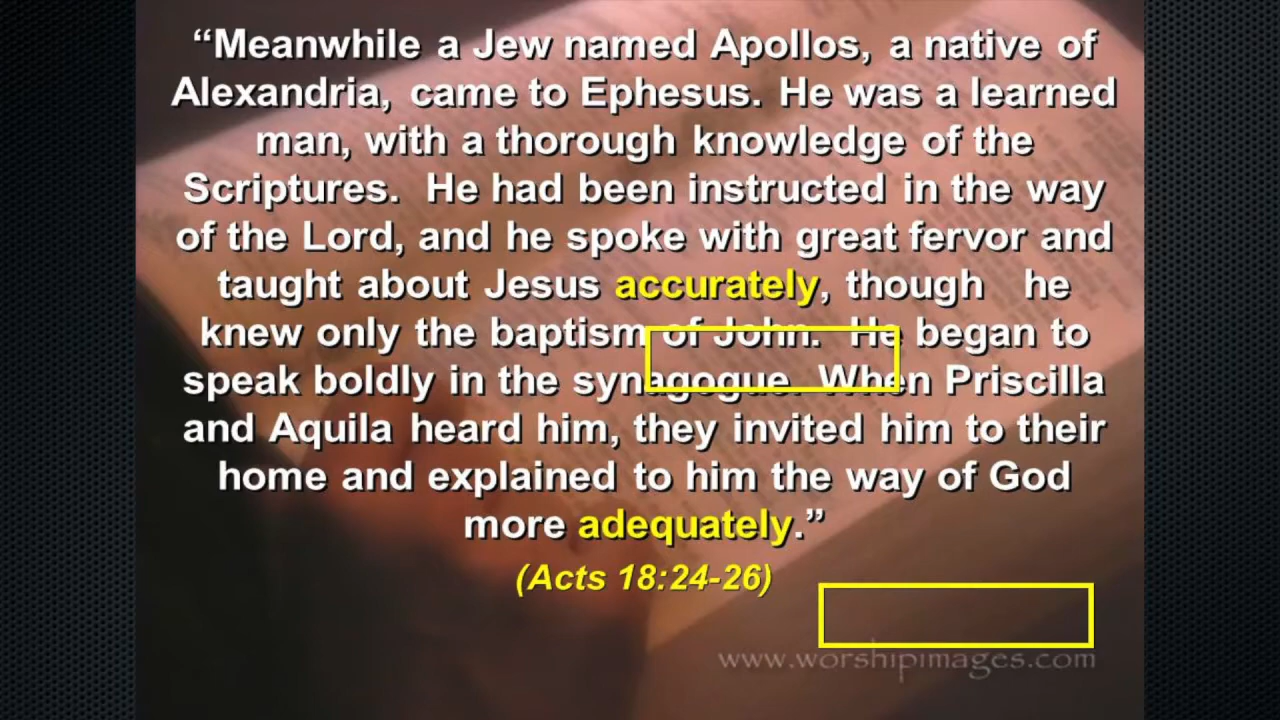 “Meanwhile a Jew named Apollos, a native of
Alexandria, came to Ephesus. He was a learned
man, with a thorough knowledge of the
Scriptures. He had been instructed in the way
of the Lord, and he spoke with great fervor and
taught about Jesus accurately, though he
knew only the baptism of John. He began to
speak boldly in the synagogue. When Priscilla
and Aquila heard him, they invited him to their
home and explained to him the way of God
more adequately.”
(Acts 18:24-26)
www.worshipimages.com